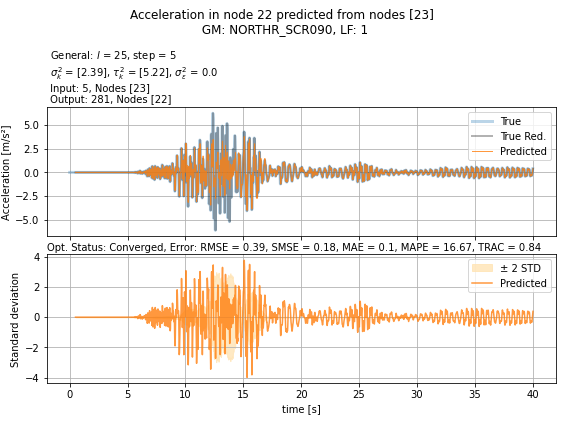 Acceleration in node 22 predicted from nodes [23]
GM: NORTHR_SCR090, LF: 1
General: l = 25, step = 5
σ²ₖ = [2.39], τ²ₖ = [5.22], σ²ₑ = 0.0
Input: 5, Nodes [23]
Output: 281, Nodes [22]
Acceleration [m/s²]
5.0
2.5
0.0
−2.5
−5.0
True
True Red.
Predicted
Opt. Status: Converged, Error: RMSE = 0.39, SMSE = 0.18, MAE = 0.1, MAPE = 16.67, TRAC = 0.84
Standard deviation
4
2
0
−2
−4
± 2 STD
Predicted
0 5 10 15 20 25 30 35 40
time [s]